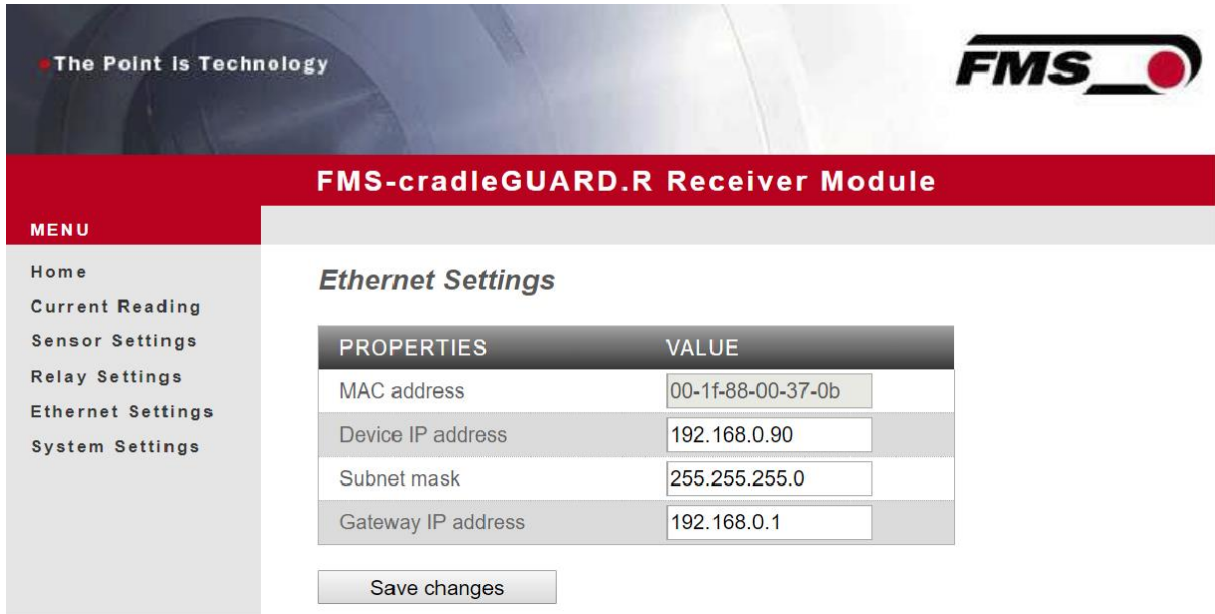 The Point is Technology
FMS
FMS-cradleGUARD.R Receiver Module
MENU
Home
Current Reading
Sensor Settings
Relay Settings
Ethernet Settings
System Settings
Ethernet Settings
PROPERTIES VALUE
MAC address 00-1f-88-00-37-0b
Device IP address 192.168.0.90
Subnet mask 255.255.255.0
Gateway IP address 192.168.0.1
Save changes